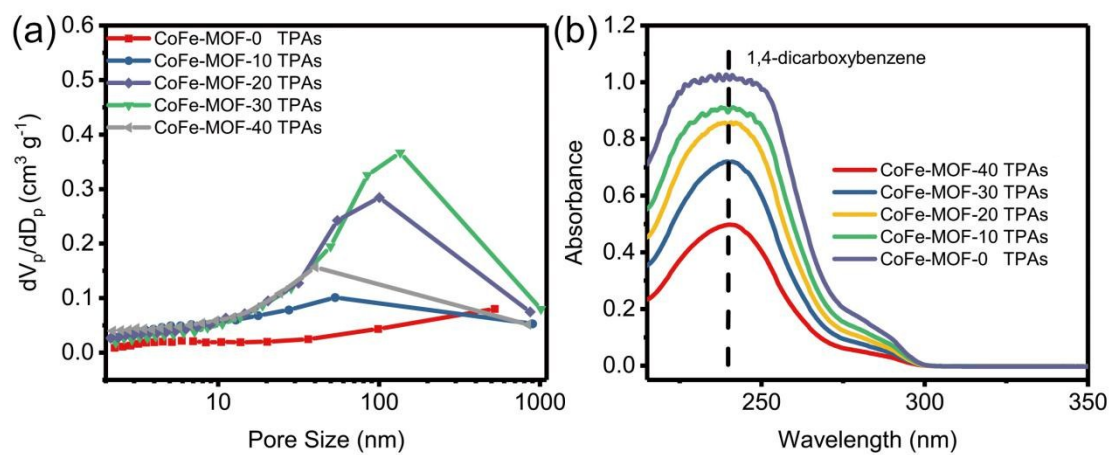 (a)
0.6
0.5
0.4
0.3
0.2
0.1
0.0
dVp/dDp (cm³ g⁻¹)
CoFe-MOF-0 TPAs
CoFe-MOF-10 TPAs
CoFe-MOF-20 TPAs
CoFe-MOF-30 TPAs
CoFe-MOF-40 TPAs
10
100
1000
Pore Size (nm)
(b)
1.2
1.0
0.8
0.6
0.4
0.2
0.0
Absorbance
1,4-dicarboxybenzene
CoFe-MOF-40 TPAs
CoFe-MOF-30 TPAs
CoFe-MOF-20 TPAs
CoFe-MOF-10 TPAs
CoFe-MOF-0 TPAs
250
300
350
Wavelength (nm)